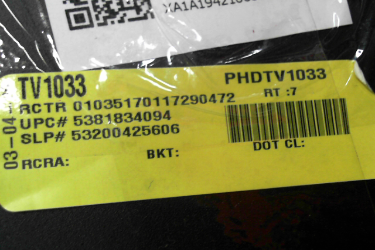 TV1033
PHDTV1033
RCTR 01035170117290472
RT :7
UPC# 5381834094
SLP# 53200425606
RCRA:
BKT:
DOT CL:
03-04-